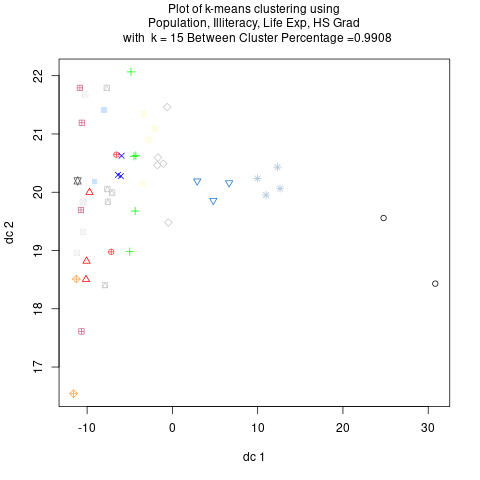 Plot of k-means clustering using
Population, Illiteracy, Life Exp, HS Grad
with k = 15 Between Cluster Percentage =0.9908
22
21
20
19
18
17
dc 2
-10 0 10 20 30
dc 1